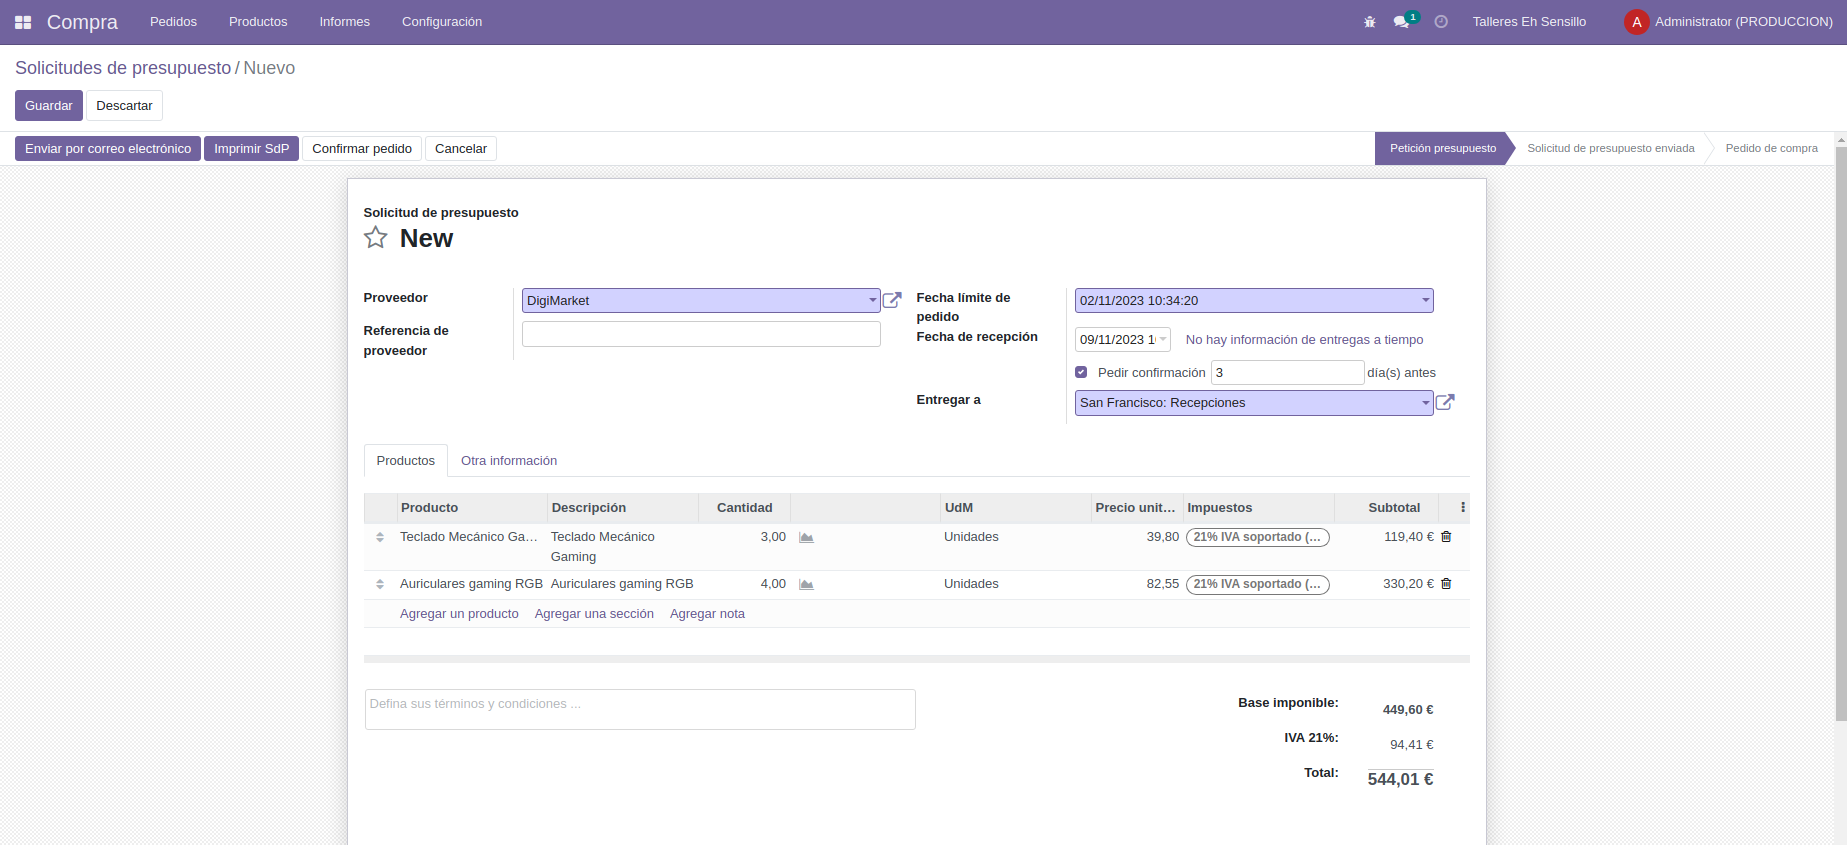 Compra Pedidos Productos Informes Configuración 1 Talleres Eh Sensillo A Administrator (PRODUCCION)
Solicitudes de presupuesto / Nuevo
Guardar Descartar
Enviar por correo electrónico Imprimir SdP Confirmar pedido Cancelar Petición presupuesto Solicitud de presupuesto enviada Pedido de compra
Solicitud de presupuesto
New
Proveedor DigiMarket
Referencia de
proveedor
Fecha límite de 02/11/2023 10:34:20
pedido
Fecha de recepción 09/11/2023 1 No hay información de entregas a tiempo
Pedir confirmación 3 día(s) antes
Entregar a San Francisco: Recepciones
Productos Otra información
Producto Descripción Cantidad UdM Precio unit... Impuestos Subtotal
Teclado Mecánico Ga... Teclado Mecánico 3,00 Unidades 39,80 21% IVA soportado (... 119,40 €
Gaming
Auriculares gaming RGB Auriculares gaming RGB 4,00 Unidades 82,55 21% IVA soportado (... 330,20 €
Agregar un producto Agregar una sección Agregar nota
Defina sus términos y condiciones ...
Base imponible: 449,60 €
IVA 21%: 94,41 €
Total: 544,01 €